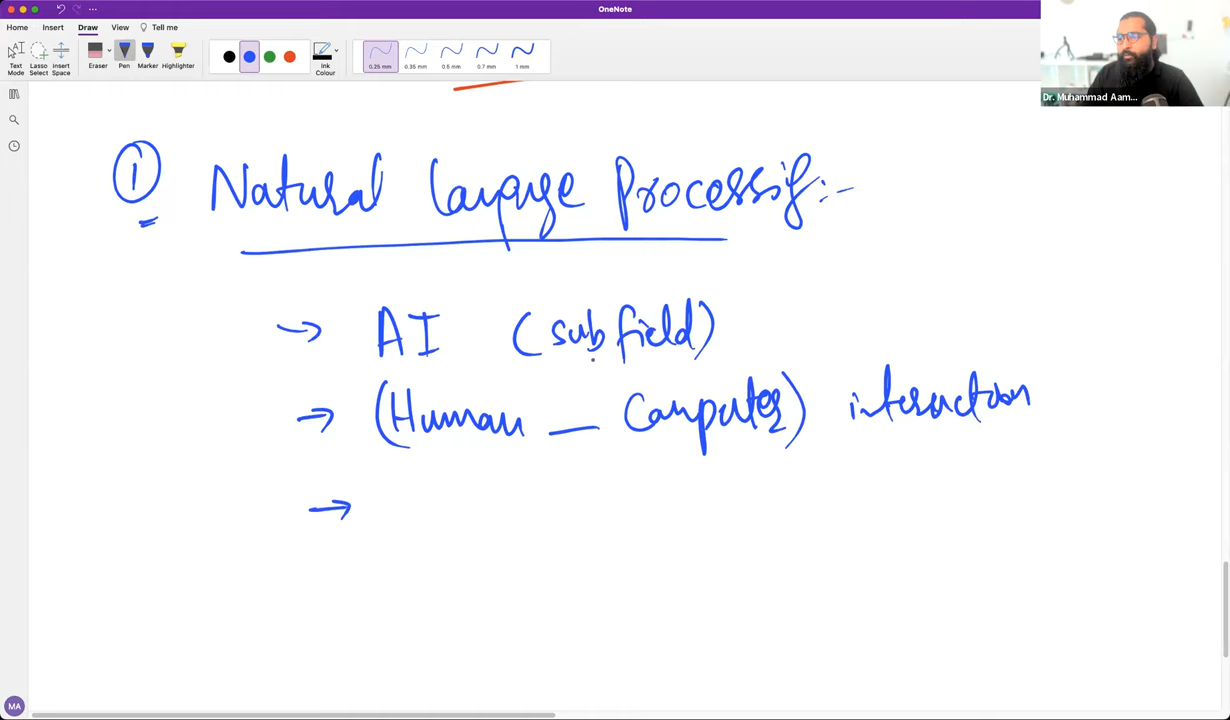 OneNote
Home Insert Draw View Tell me
Text Mode Lasso Select Insert Space Eraser Pen Marker Highlighter Ink Colour 0.25 mm 0.35 mm 0.5 mm 0.7 mm 1 mm
Dr. Muhammad Aam...
① Natural Language Processing :-
→ AI (subfield)
→ (Human — Computer) interaction
→
MA